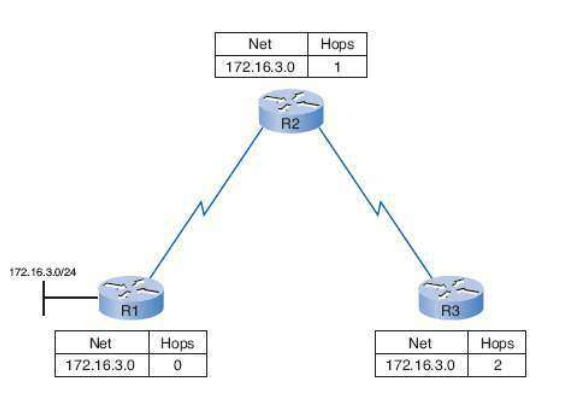 Net Hops
172.16.3.0 1
R2
172.16.3.0/24
R1
R3
Net Hops
172.16.3.0 0
Net Hops
172.16.3.0 2